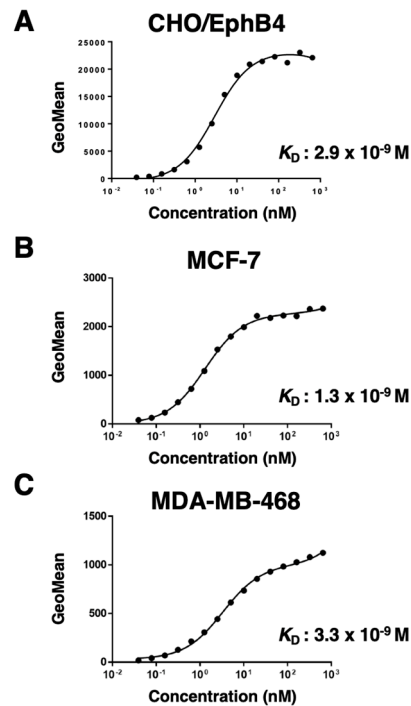 A
CHO/EphB4
GeoMean
25000
20000
15000
10000
5000
0
K_D : 2.9 x 10⁻⁹ M
10⁻² 10⁻¹ 10⁰ 10¹ 10² 10³
Concentration (nM)
B
MCF-7
GeoMean
3000
2000
1000
0
K_D : 1.3 x 10⁻⁹ M
10⁻² 10⁻¹ 10⁰ 10¹ 10² 10³
Concentration (nM)
C
MDA-MB-468
GeoMean
1500
1000
500
0
K_D : 3.3 x 10⁻⁹ M
10⁻² 10⁻¹ 10⁰ 10¹ 10² 10³
Concentration (nM)